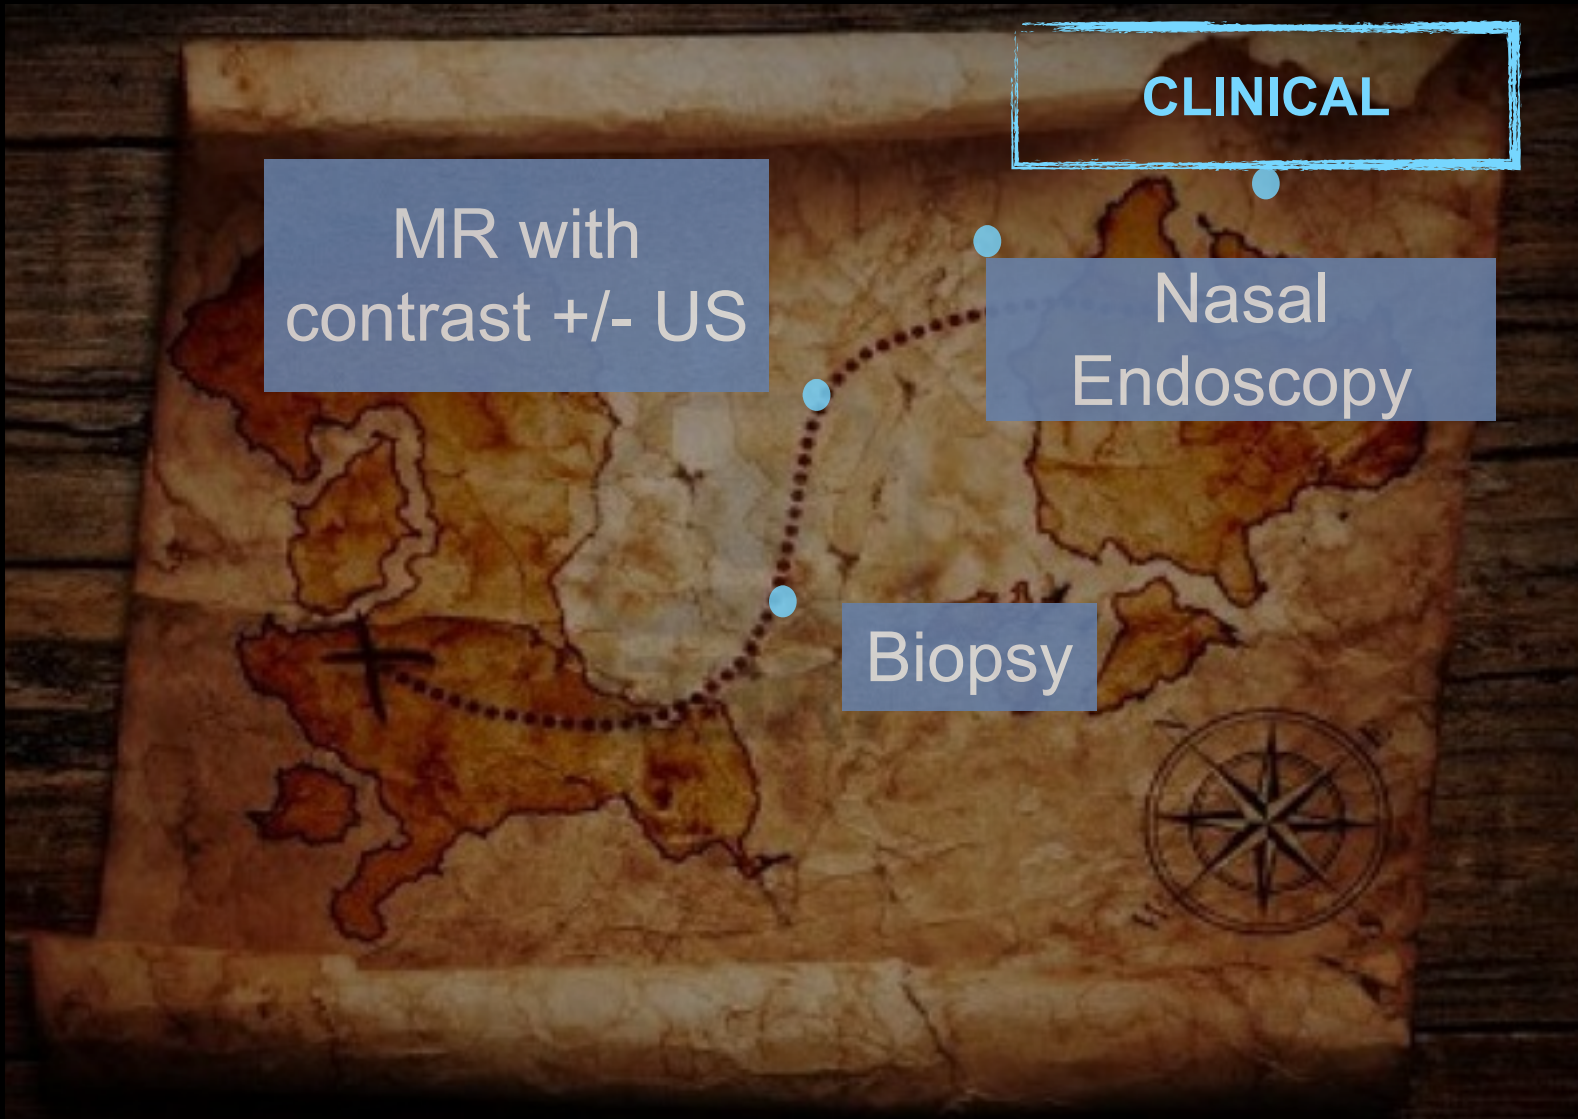 CLINICAL
MR with
contrast +/- US
Nasal
Endoscopy
Biopsy